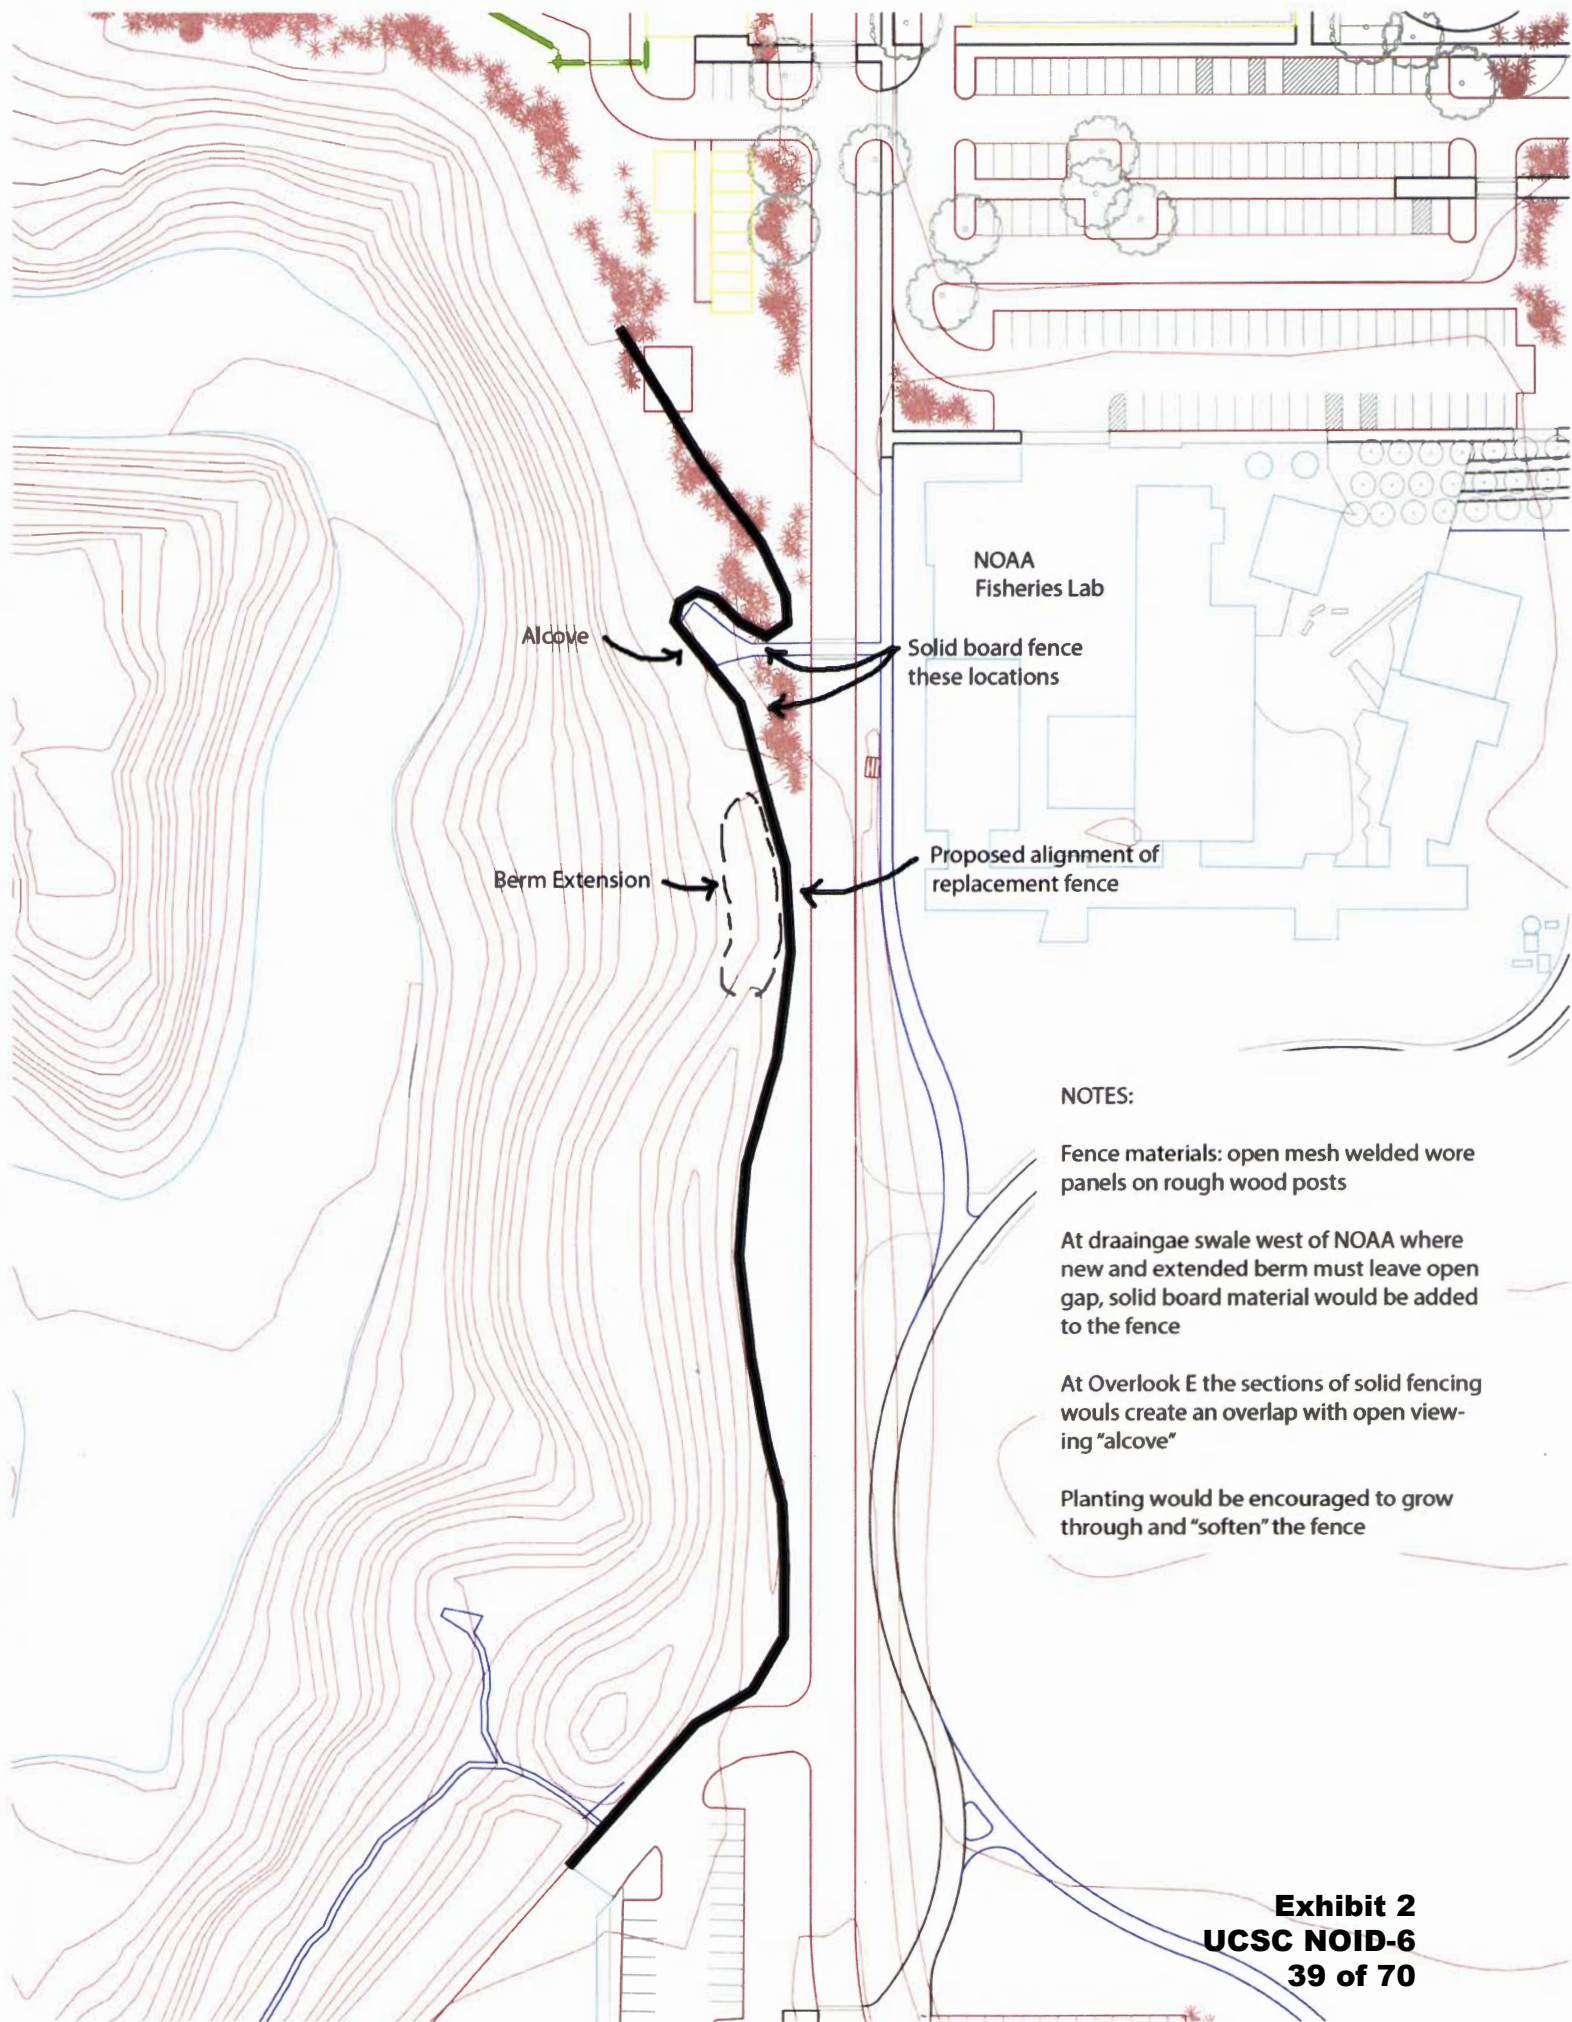 NOAA
Fisheries Lab
Alcove
Solid board fence
these locations
Berm Extension
Proposed alignment of
replacement fence
NOTES:
Fence materials: open mesh welded wore
panels on rough wood posts
At draaingae swale west of NOAA where
new and extended berm must leave open
gap, solid board material would be added
to the fence
At Overlook E the sections of solid fencing
wouls create an overlap with open view-
ing "alcove"
Planting would be encouraged to grow
through and "soften" the fence
Exhibit 2
UCSC NOID-6
39 of 70